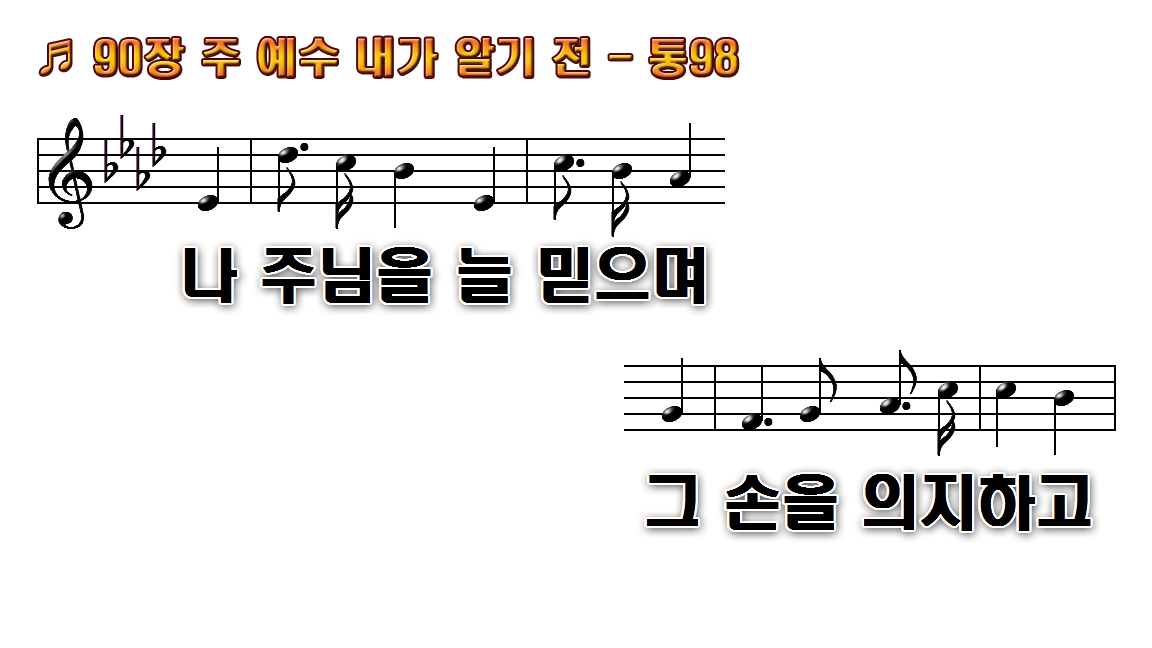 ♬ 90장 주 예수 내가 알기 전 - 통98
나 주님을 늘 믿으며
그 손을 의지하고